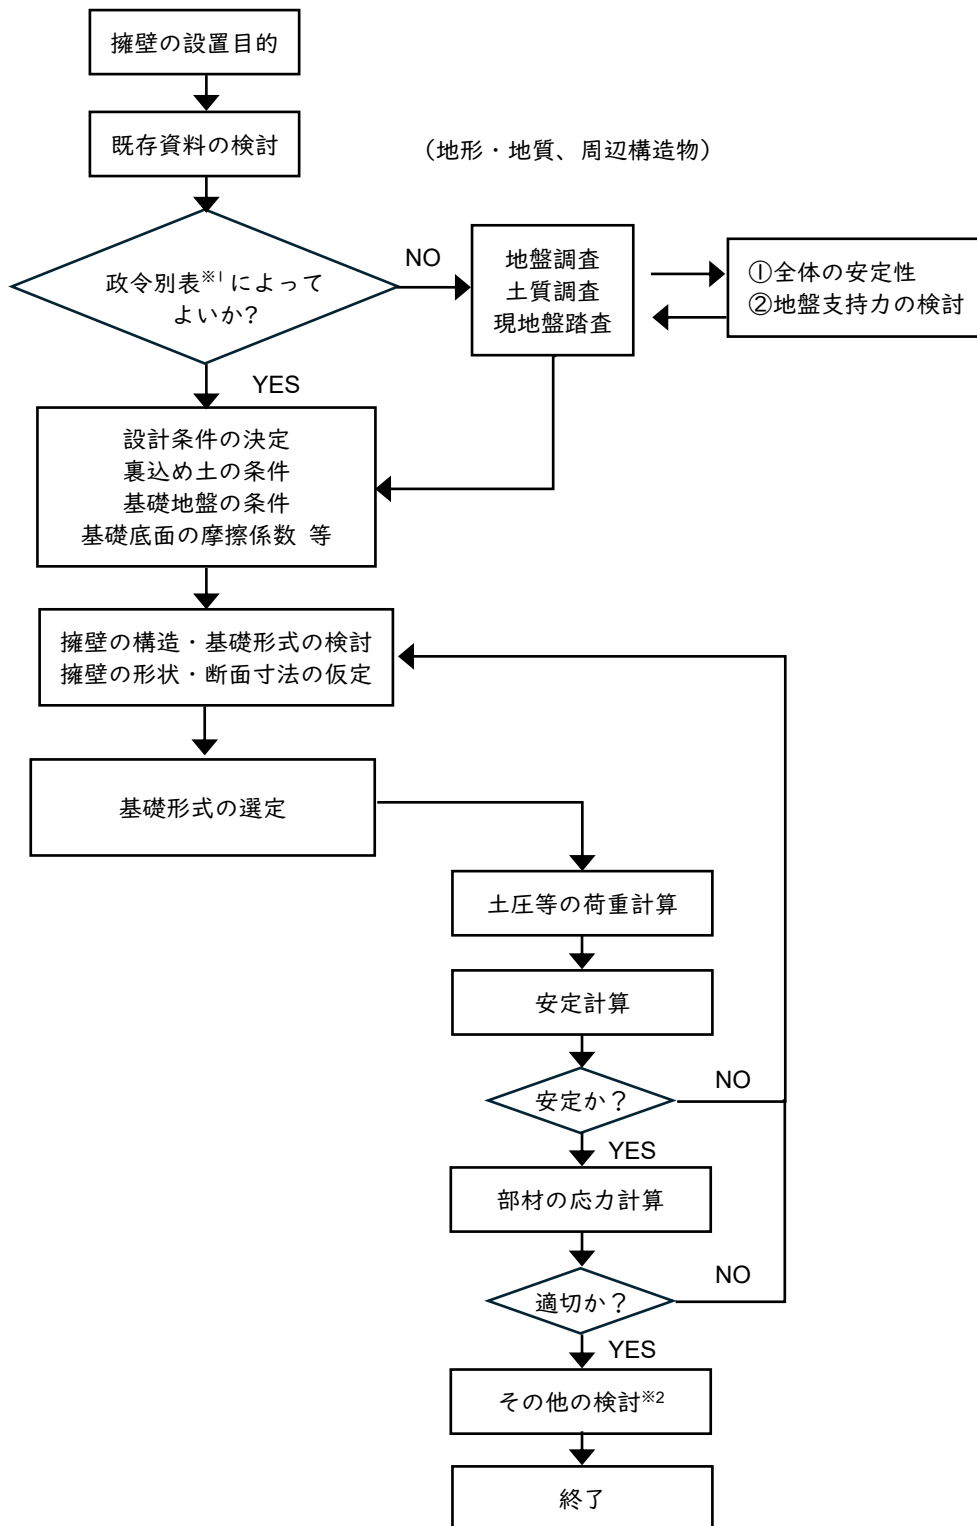 擁壁の設置目的
既存資料の検討
（地形・地質、周辺構造物）
政令別表※1によって
よいか?
NO
地盤調査
土質調査
現地盤踏査
①全体の安定性
②地盤支持力の検討
YES
設計条件の決定
裏込め土の条件
基礎地盤の条件
基礎底面の摩擦係数 等
擁壁の構造・基礎形式の検討
擁壁の形状・断面寸法の仮定
基礎形式の選定
土圧等の荷重計算
安定計算
安定か？
NO
YES
部材の応力計算
適切か？
NO
YES
その他の検討※2
終了